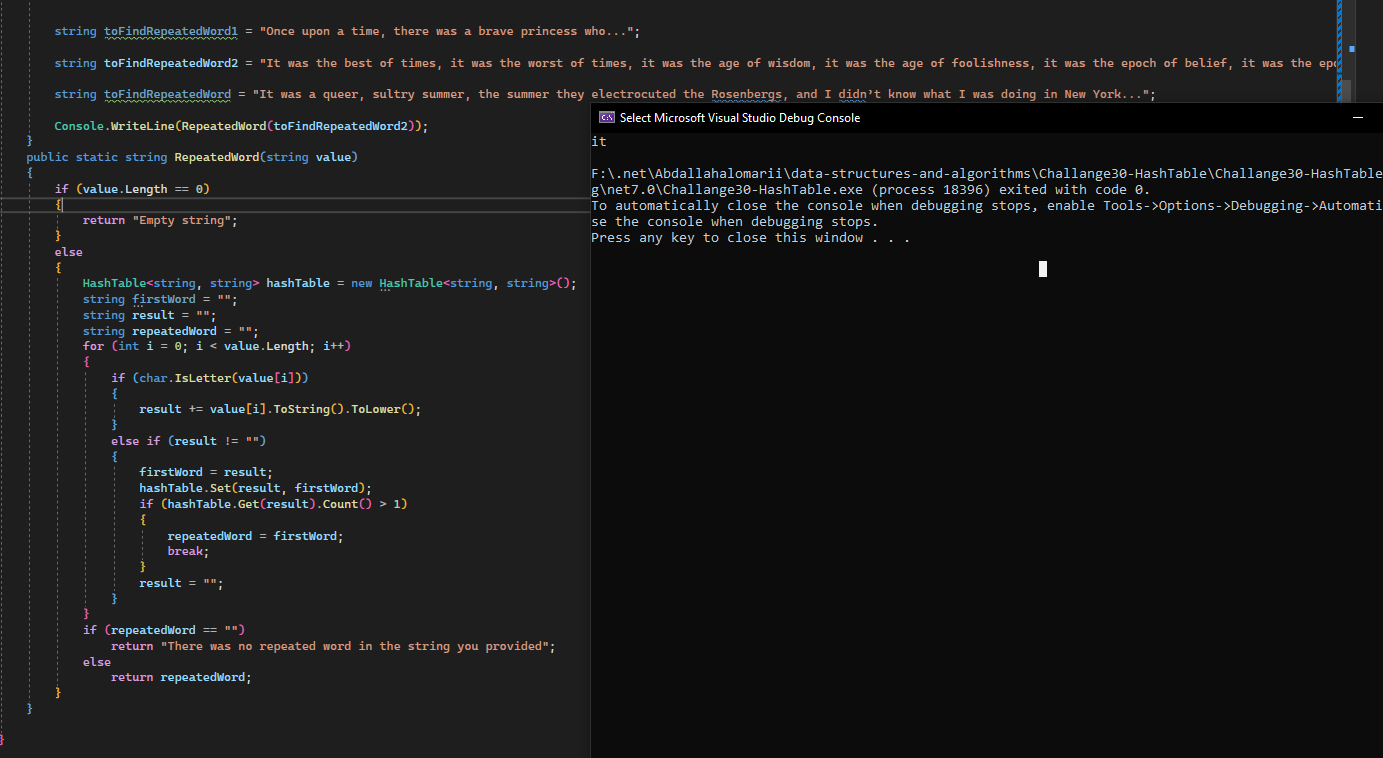 string toFindRepeatedWord1 = "Once upon a time, there was a brave princess who...";
string toFindRepeatedWord2 = "It was the best of times, it was the worst of times, it was the age of wisdom, it was the age of foolishness, it was the epoch of belief, it was the epo
string toFindRepeatedWord = "It was a queer, sultry summer, the summer they electrocuted the Rosenbergs, and I didn't know what I was doing in New York...";
Console.WriteLine(RepeatedWord(toFindRepeatedWord2));
}
public static string RepeatedWord(string value)
{
if (value.Length == 0)
{
return "Empty string";
}
else
{
HashTable<string, string> hashTable = new HashTable<string, string>();
string firstWord = "";
string result = "";
string repeatedWord = "";
for (int i = 0; i < value.Length; i++)
{
if (char.IsLetter(value[i]))
{
result += value[i].ToString().ToLower();
}
else if (result != "")
{
firstWord = result;
hashTable.Set(result, firstWord);
if (hashTable.Get(result).Count() > 1)
{
repeatedWord = firstWord;
break;
}
result = "";
}
}
if (repeatedWord == "")
return "There was no repeated word in the string you provided";
else
return repeatedWord;
}
}
}
C:\ Select Microsoft Visual Studio Debug Console
it
F:\.net\Abdallahalomarii\data-structures-and-algorithms\Challange30-HashTable\Challange30-HashTable
g\net7.0\Challange30-HashTable.exe (process 18396) exited with code 0.
To automatically close the console when debugging stops, enable Tools->Options->Debugging->Automati
se the console when debugging stops.
Press any key to close this window . . .